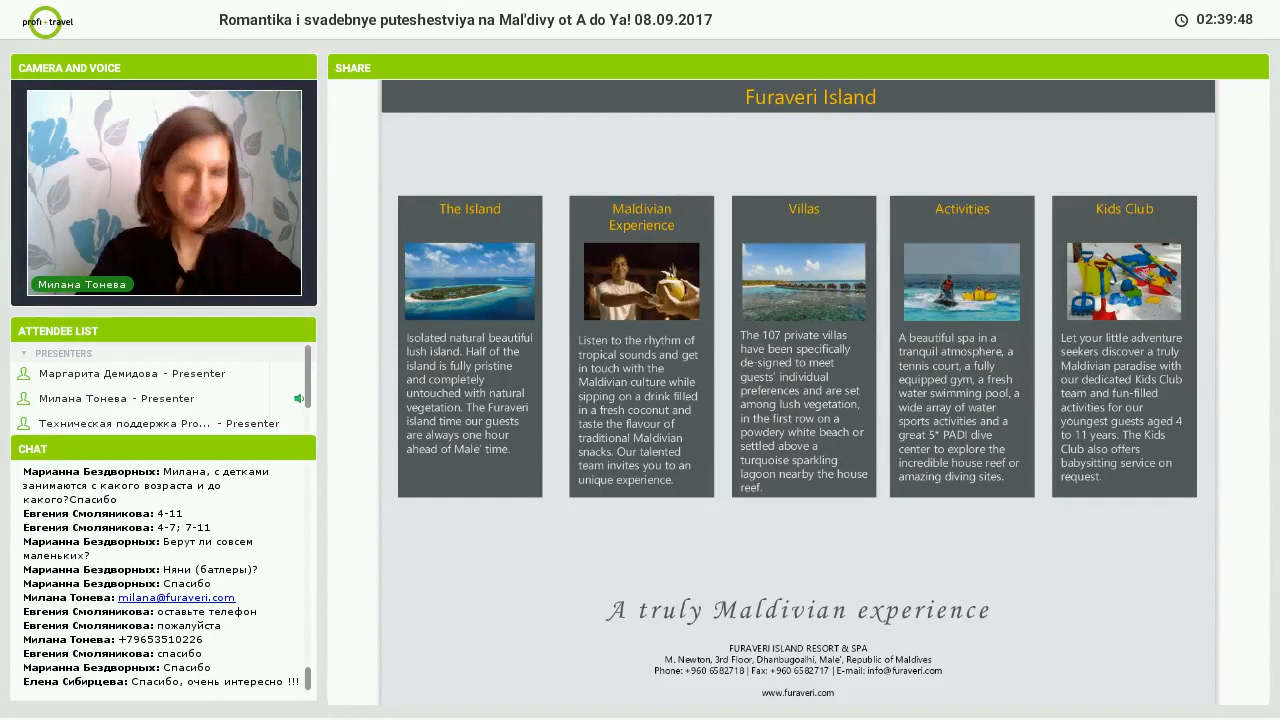 profi travel
Romantika i svadebnye puteshestviya na Mal'divy ot A do Ya! 08.09.2017
02:39:48
CAMERA AND VOICE
Милана Тонева
ATTENDEE LIST
PRESENTERS
Маргарита Демидова - Presenter
Милана Тонева - Presenter
Техническая поддержка Pro... - Presenter
CHAT
Марианна Бездворных: Милана, с детками
занимаются с какого возраста и до
какого?Спасибо
Евгения Смоляникова: 4-11
Евгения Смоляникова: 4-7; 7-11
Марианна Бездворных: Берут ли совсем
маленьких?
Марианна Бездворных: Няни (батлеры)?
Марианна Бездворных: Спасибо
Милана Тонева: milana@furaveri.com
Евгения Смоляникова: оставьте телефон
Евгения Смоляникова: пожалуйста
Милана Тонева: +79653510226
Евгения Смоляникова: спасибо
Марианна Бездворных: Спасибо
Елена Сибирцева: Спасибо, очень интересно !!!
SHARE
Furaveri Island
The Island
Isolated natural beautiful
lush island. Half of the
island is fully pristine
and completely
untouched with natural
vegetation. The Furaveri
island time our guests
are always one hour
ahead of Male' time.
Maldivian
Experience
Listen to the rhythm of
tropical sounds and get
in touch with the
Maldivian culture while
sipping on a drink filled
in a fresh coconut and
taste the flavour of
traditional Maldivian
snacks. Our talented
team invites you to an
unique experience.
Villas
The 107 private villas
have been specifically
de-signed to meet
guests' individual
preferences and are set
among lush vegetation,
in the first row on a
powdery white beach or
settled above a
turquoise sparkling
lagoon nearby the house
reef.
Activities
A beautiful spa in a
tranquil atmosphere, a
tennis court, a fully
equipped gym, a fresh
water swimming pool, a
wide array of water
sports activities and a
great 5* PADI dive
center to explore the
incredible house reef or
amazing diving sites.
Kids Club
Let your little adventure
seekers discover a truly
Maldivian paradise with
our dedicated Kids Club
team and fun-filled
activities for our
youngest guests aged 4
to 11 years. The Kids
Club also offers
babysitting service on
request.
A truly Maldivian experience
FURAVERI ISLAND RESORT & SPA
M. Newton, 3rd Floor, Dhanbugoalhi, Male', Republic of Maldives
Phone: +960 6582718 | Fax: +960 6582717 | E-mail: info@furaveri.com
www.furaveri.com